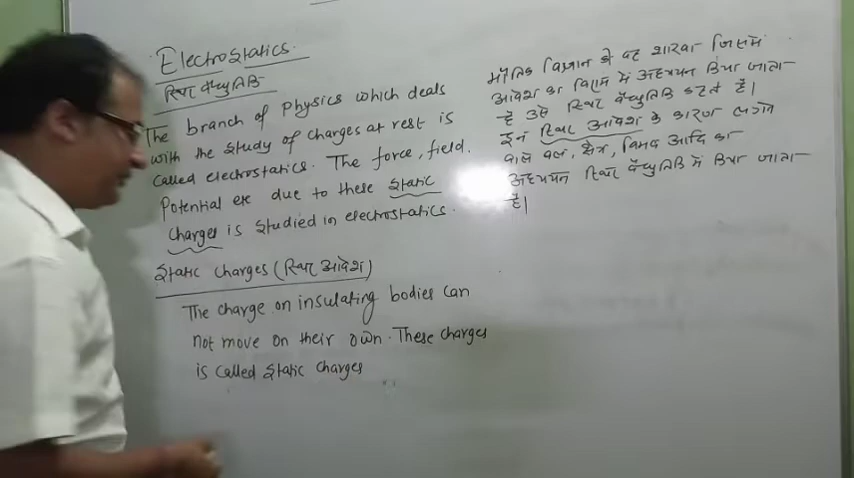 Electrostatics.
स्थिर वैद्युतिकि
The branch of physics which deals
with the study of charges at rest is
called electrostatics. The force, field.
Potential etc due to these static
charges is studied in electrostatics.
Static charges (स्थिर आवेश)
The charge on insulating bodies can
not move on their own. These charges
is called static charges
भौतिक विज्ञान की वह शाखा जिसमें
आवेश का विराम में अध्ययन किया जाता
है उसे स्थिर वैद्युतिकि कहते हैं।
इन स्थिर आवेश के कारण लगने
वाले बल, क्षेत्र, विभव आदि का
अध्ययन स्थिर वैद्युतिकि में किया जाता
है।